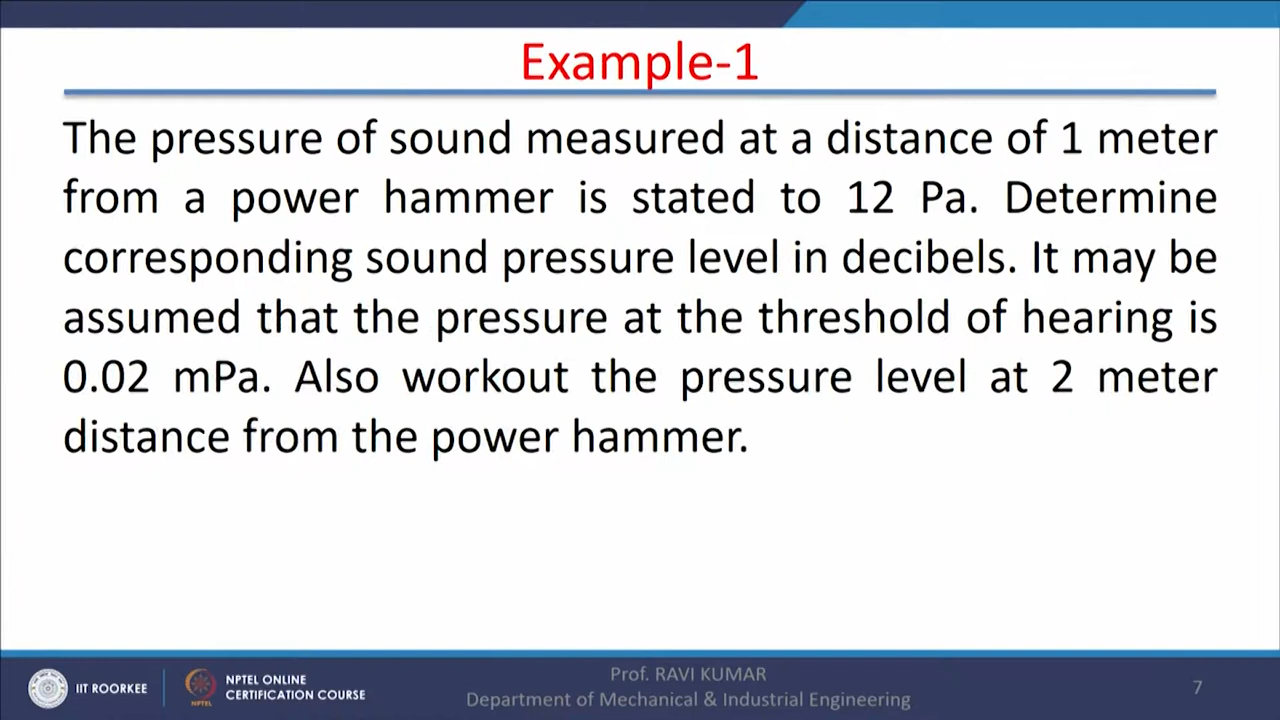 Example-1
The pressure of sound measured at a distance of 1 meter
from a power hammer is stated to 12 Pa. Determine
corresponding sound pressure level in decibels. It may be
assumed that the pressure at the threshold of hearing is
0.02 mPa. Also workout the pressure level at 2 meter
distance from the power hammer.
IIT ROORKEE
NPTEL ONLINE
CERTIFICATION COURSE
NPTEL
Prof. RAVI KUMAR
Department of Mechanical & Industrial Engineering
7